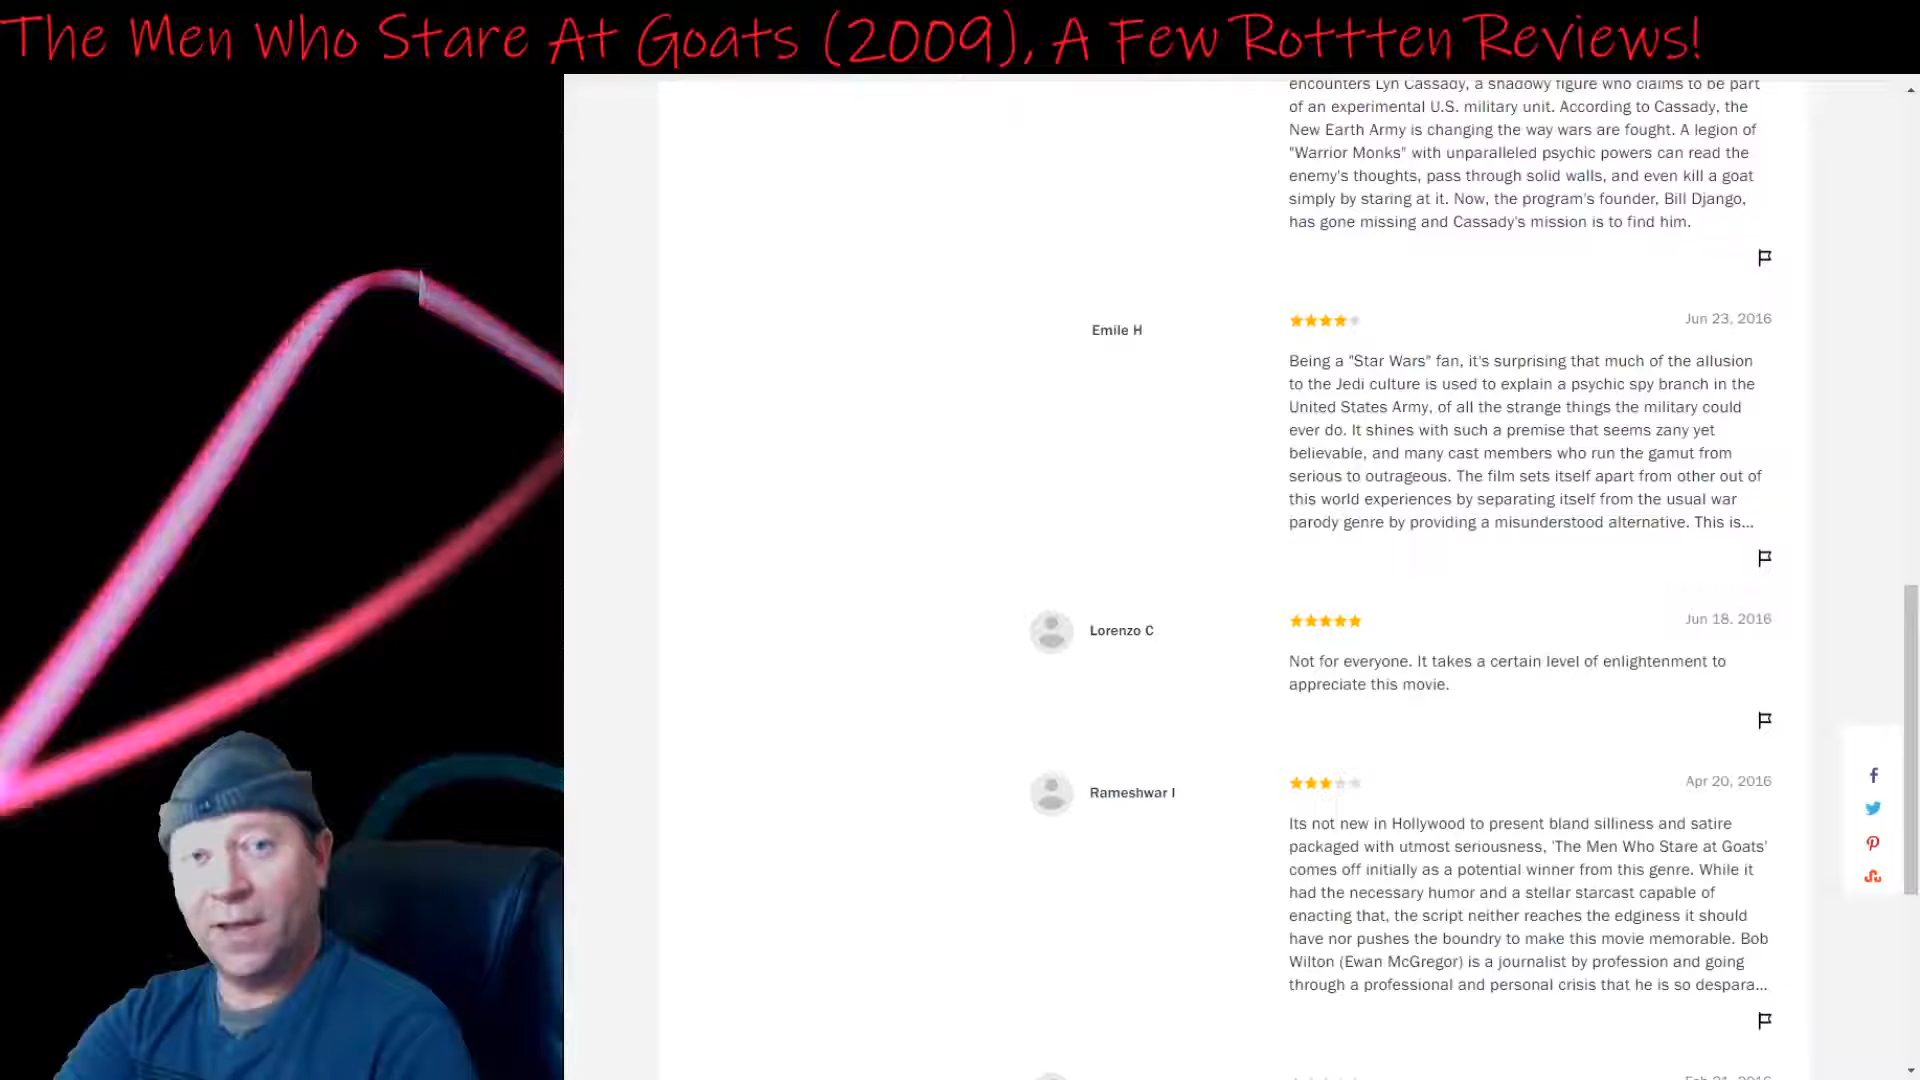 The Men Who Stare At Goats (2009), A Few Rottten Reviews!
encounters Lyn Cassady, a shadowy figure who claims to be part
of an experimental U.S. military unit. According to Cassady, the
New Earth Army is changing the way wars are fought. A legion of
"Warrior Monks" with unparalleled psychic powers can read the
enemy's thoughts, pass through solid walls, and even kill a goat
simply by staring at it. Now, the program's founder, Bill Django,
has gone missing and Cassady's mission is to find him.
Emile H
Jun 23, 2016
Being a "Star Wars" fan, it's surprising that much of the allusion
to the Jedi culture is used to explain a psychic spy branch in the
United States Army, of all the strange things the military could
ever do. It shines with such a premise that seems zany yet
believable, and many cast members who run the gamut from
serious to outrageous. The film sets itself apart from other out of
this world experiences by separating itself from the usual war
parody genre by providing a misunderstood alternative. This is...
Lorenzo C
Jun 18, 2016
Not for everyone. It takes a certain level of enlightenment to
appreciate this movie.
Rameshwar I
Apr 20, 2016
Its not new in Hollywood to present bland silliness and satire
packaged with utmost seriousness, 'The Men Who Stare at Goats'
comes off initially as a potential winner from this genre. While it
had the necessary humor and a stellar starcast capable of
enacting that, the script neither reaches the edginess it should
have nor pushes the boundry to make this movie memorable. Bob
Wilton (Ewan McGregor) is a journalist by profession and going
through a professional and personal crisis that he is so despara...